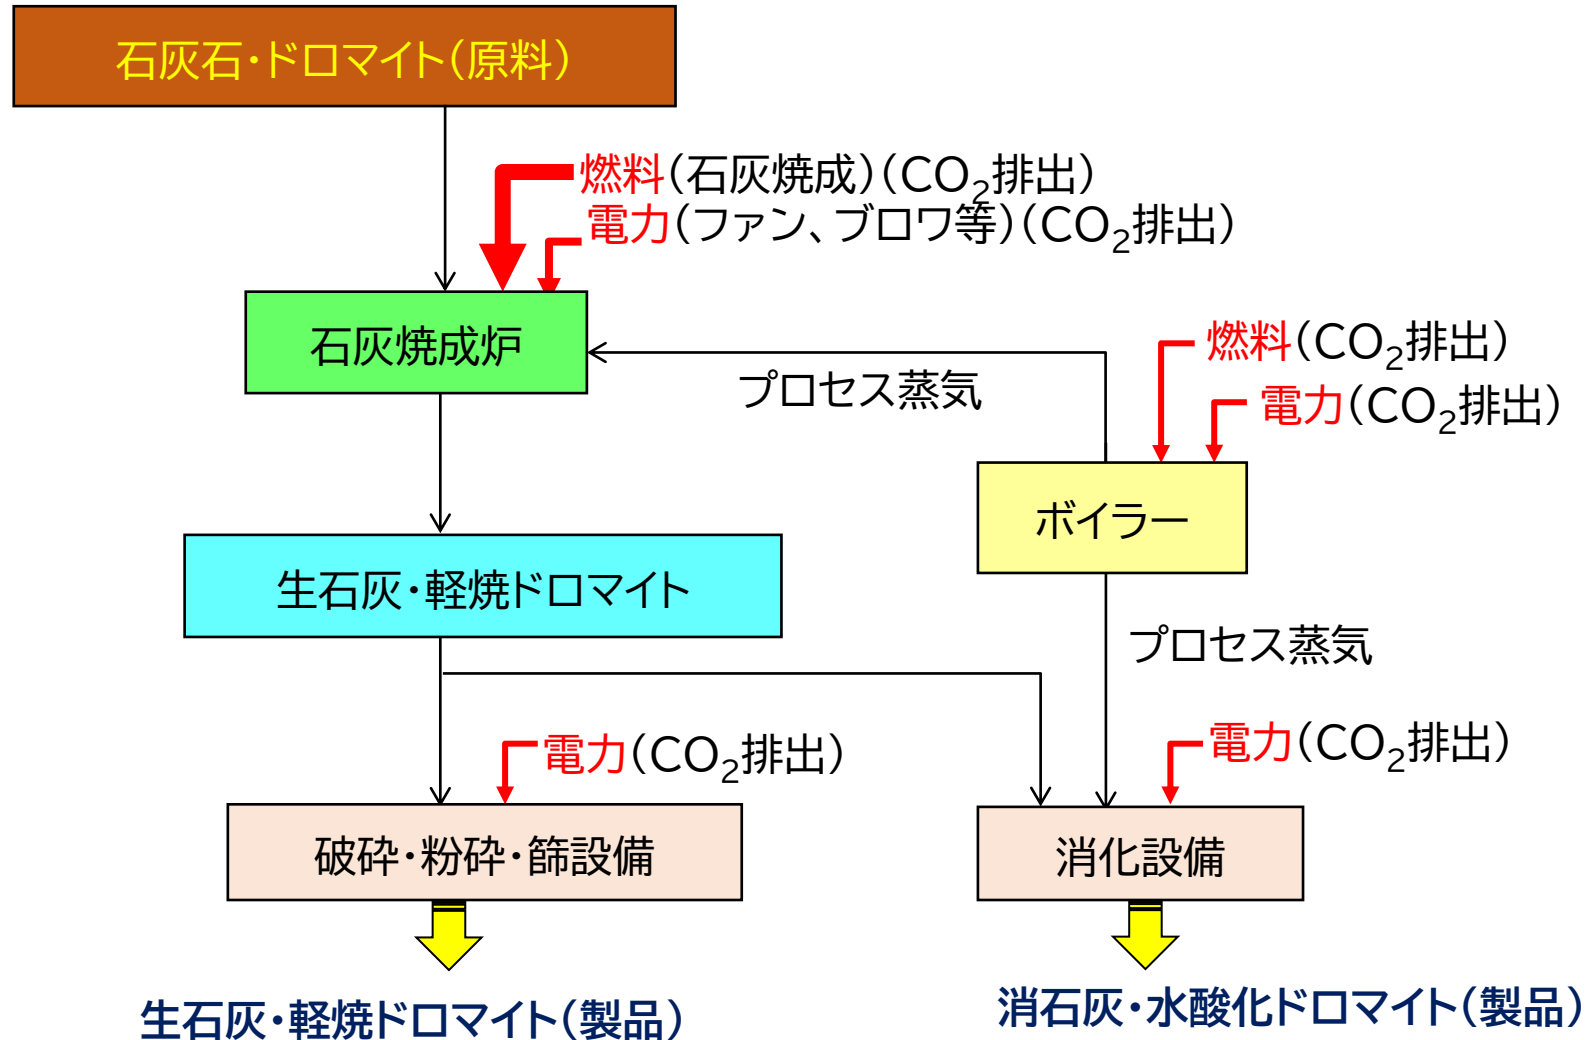 石灰石・ドロマイト（原料）
燃料（石灰焼成）（CO₂排出）
電力（ファン、ブロワ等）（CO₂排出）
石灰焼成炉
燃料（CO₂排出）
プロセス蒸気
電力（CO₂排出）
ボイラー
生石灰・軽焼ドロマイト
プロセス蒸気
電力（CO₂排出）
電力（CO₂排出）
破砕・粉砕・篩設備
消化設備
生石灰・軽焼ドロマイト（製品）
消石灰・水酸化ドロマイト（製品）